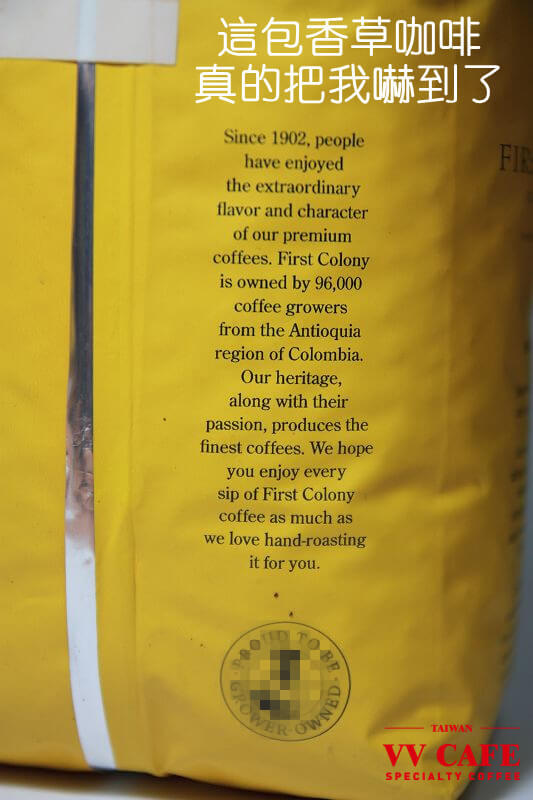 這包香草咖啡
真的把我嚇到了
Since 1902, people
have enjoyed
the extraordinary
flavor and character
of our premium
coffees. First Colony
is owned by 96,000
coffee growers
from the Antioquia
region of Colombia.
Our heritage,
along with their
passion, produces the
finest coffees. We hope
you enjoy every
sip of First Colony
coffee as much as
we love hand-roasting
it for you.
PROUD TO BE
GROWER-OWNED
TAIWAN
VV CAFE
SPECIALTY COFFEE